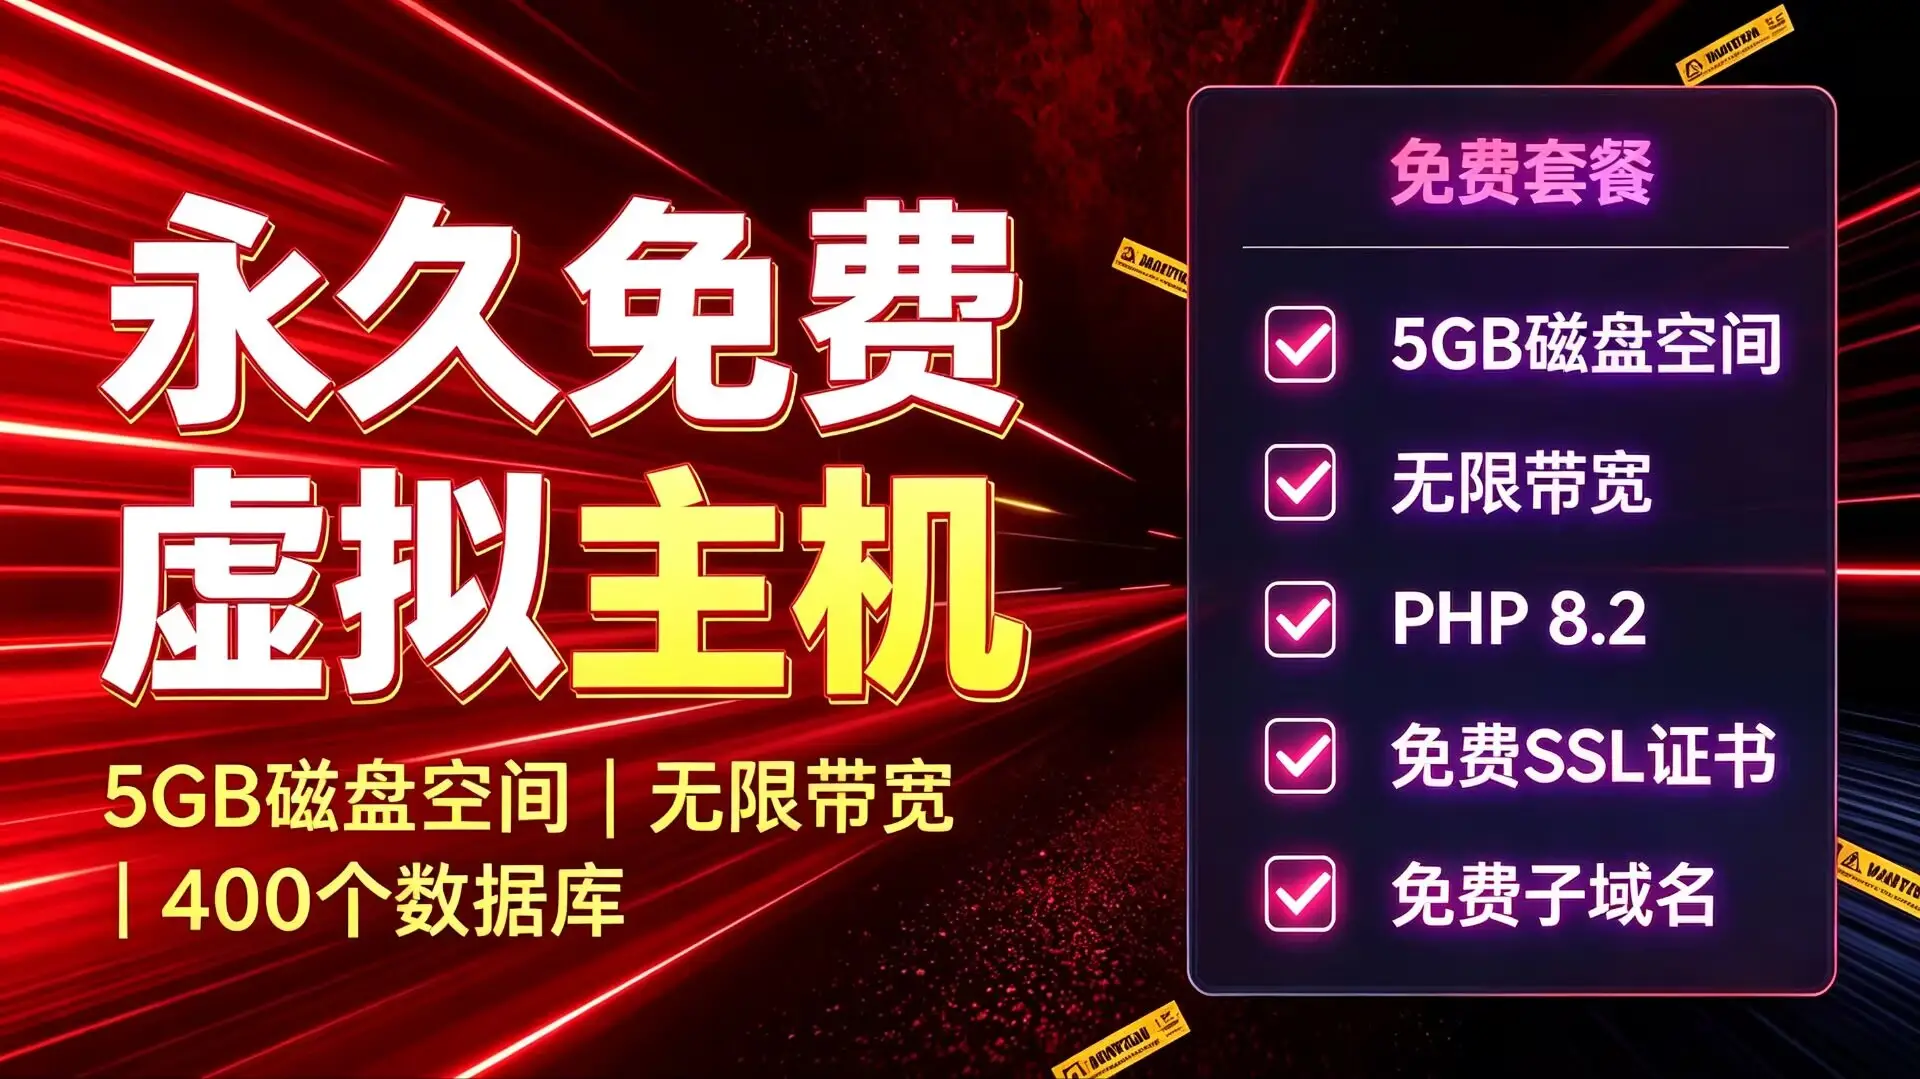 永久免费
虚拟主机
5GB磁盘空间｜无限带宽
｜400个数据库
免费套餐
5GB磁盘空间
无限带宽
PHP 8.2
免费SSL证书
免费子域名